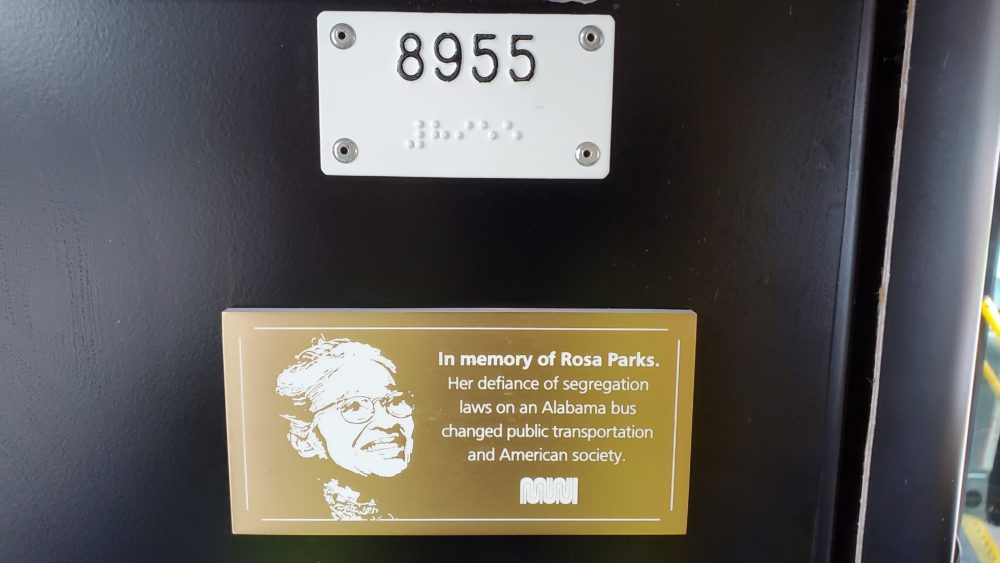 8955
⠼⠓⠊⠑⠑
In memory of Rosa Parks.
Her defiance of segregation
laws on an Alabama bus
changed public transportation
and American society.
MUNI